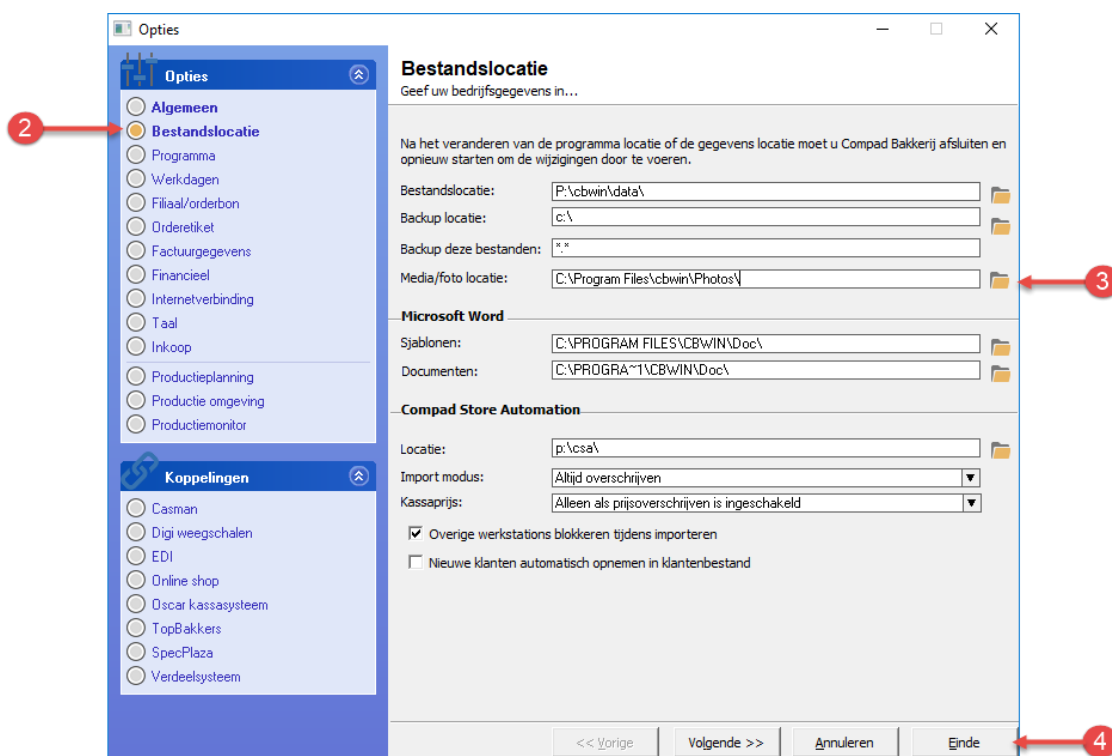 Opties
Opties
Algemeen
Bestandslocatie
Programma
Werkdagen
Filiaal/orderbon
Orderetiket
Factuurgegevens
Financieel
Internetverbinding
Taal
Inkoop
Productieplanning
Productie omgeving
Productiemonitor
Koppelingen
Casman
Digi weegschalen
EDI
Online shop
Oscar kassasysteem
TopBakkers
SpecPlaza
Verdeelsysteem
2
Bestandslocatie
Geef uw bedrijfsgegevens in...
Na het veranderen van de programma locatie of de gegevens locatie moet u Compad Bakkerij afsluiten en
opnieuw starten om de wijzigingen door te voeren.
Bestandslocatie: P:\cbwin\data\
Backup locatie: c:\
Backup deze bestanden: *.*
Media/foto locatie: C:\Program Files\cbwin\Photos\
3
Microsoft Word
Sjablonen: C:\PROGRAM FILES\CBWIN\Doc\
Documenten: C:\PROGRA~1\CBWIN\Doc\
Compad Store Automation
Locatie: p:\csa\
Import modus: Altijd overschrijven
Kassaprijs: Alleen als prijsoverschrijven is ingeschakeld
Overige werkstations blokkeren tijdens importeren
Nieuwe klanten automatisch opnemen in klantenbestand
<< Vorige Volgende >> Annuleren Einde
4